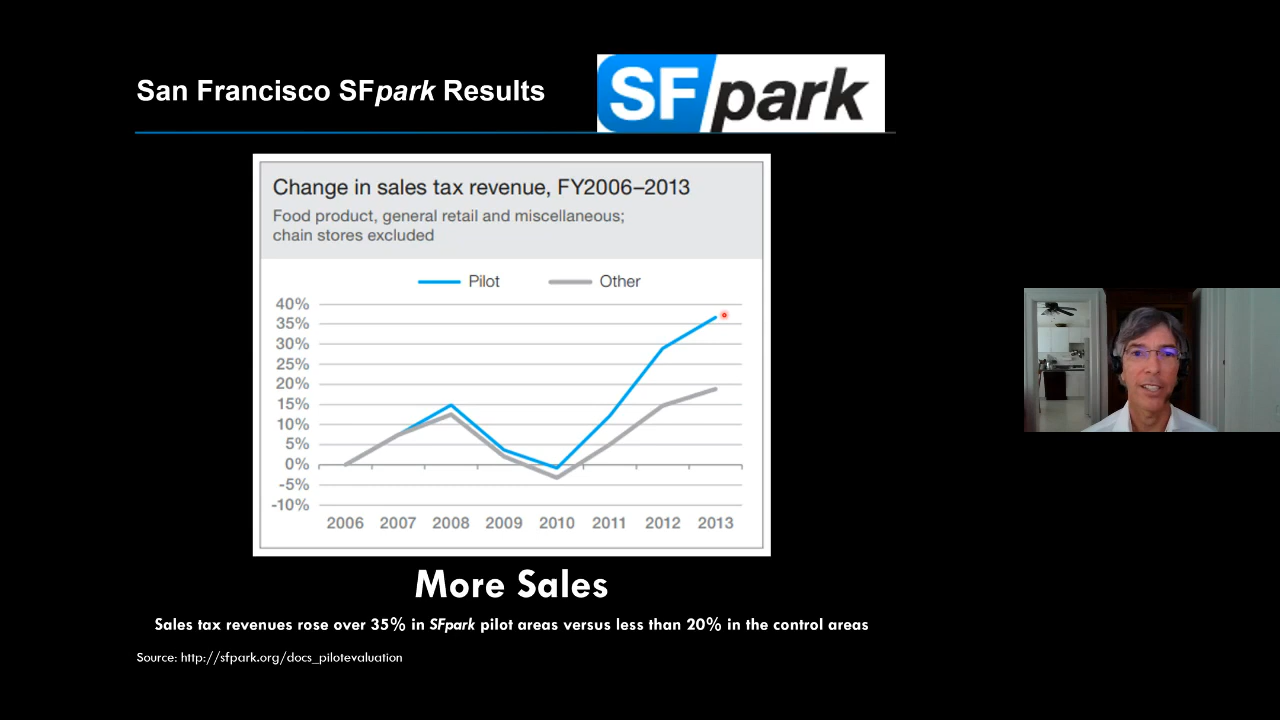 San Francisco SFpark Results
SFpark
Change in sales tax revenue, FY2006–2013
Food product, general retail and miscellaneous;
chain stores excluded
Pilot Other
40%
35%
30%
25%
20%
15%
10%
5%
0%
-5%
-10%
2006 2007 2008 2009 2010 2011 2012 2013
More Sales
Sales tax revenues rose over 35% in SFpark pilot areas versus less than 20% in the control areas
Source: http://sfpark.org/docs_pilotevaluation